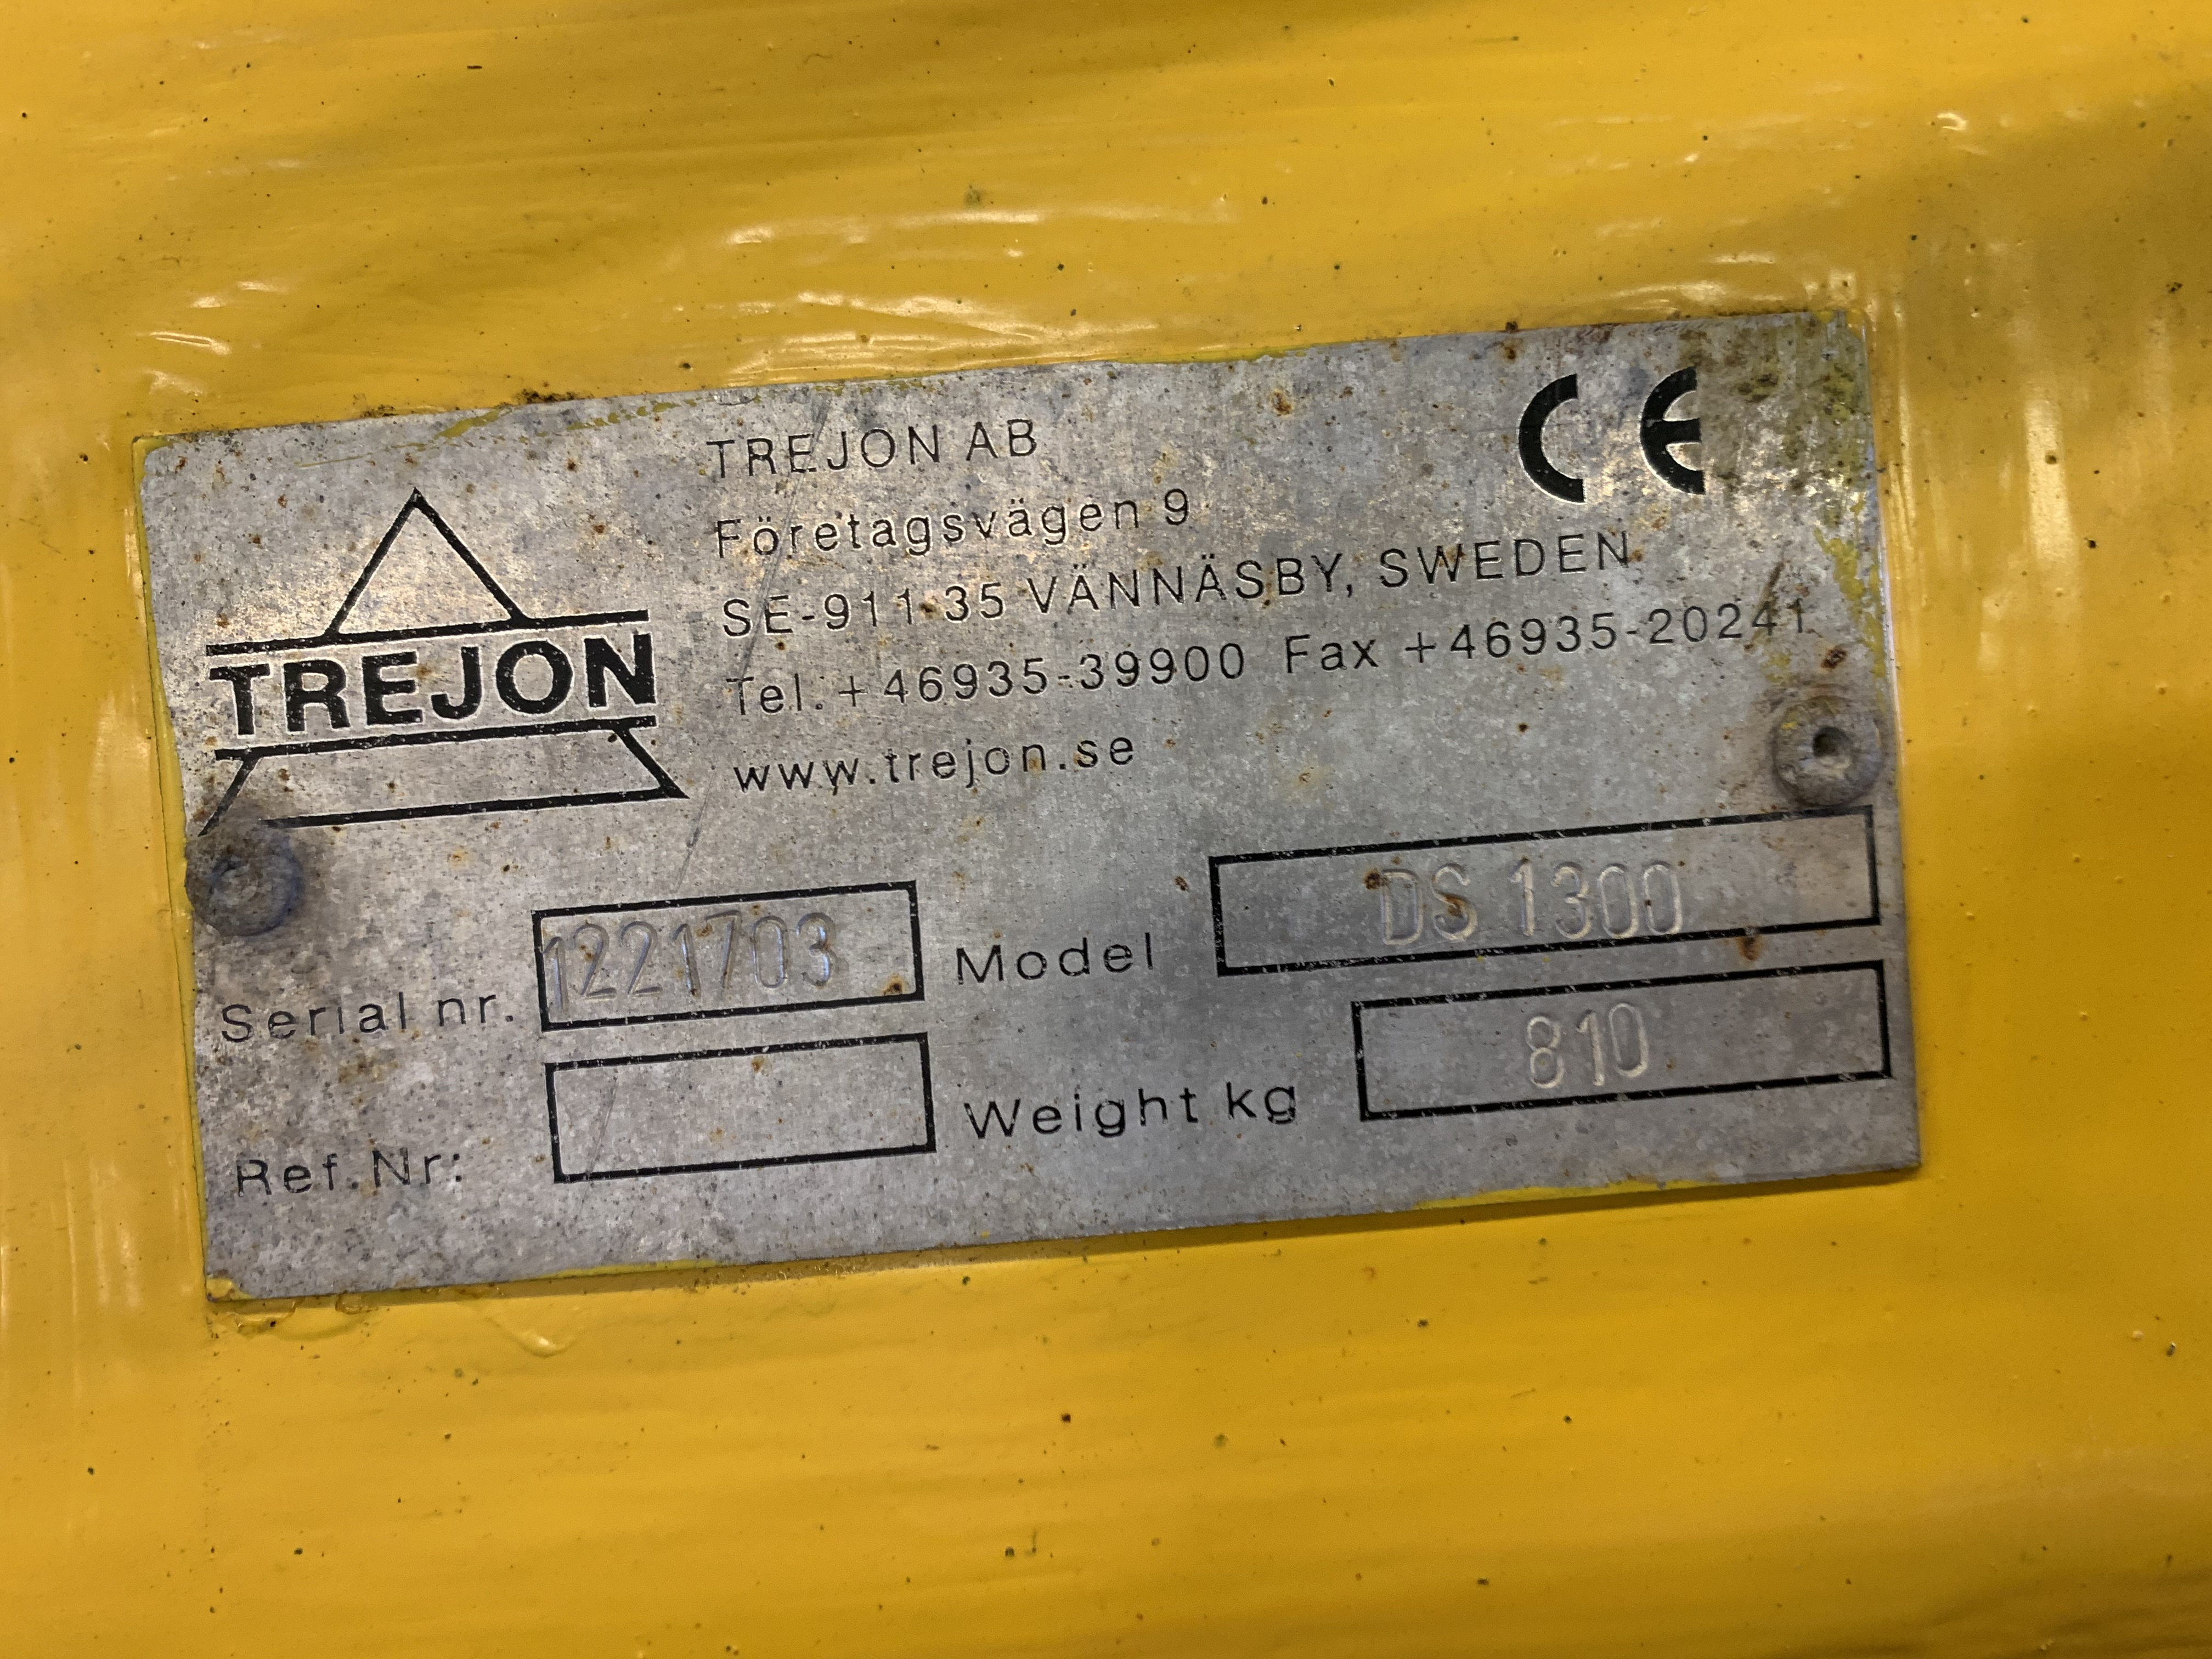 TREJON AB
Företagsvägen 9
SE-911 35 VÄNNÄSBY, SWEDEN
Tel. +46935-39900 Fax +46935-20241
www.trejon.se
CE
TREJON
Serial nr. 1221703 Model DS 1300
Ref.Nr: Weight kg 810